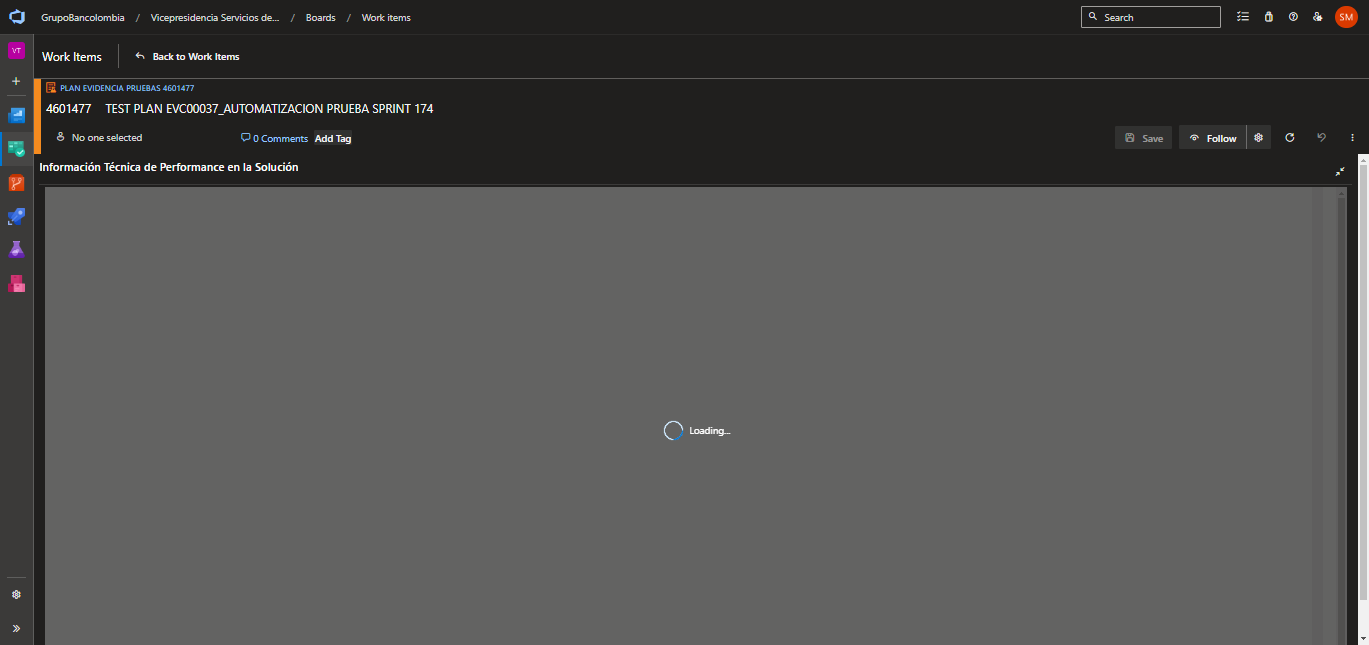 GrupoBancolombia / Vicepresidencia Servicios de... / Boards / Work items
Search
SM
VT
Work Items
Back to Work Items
PLAN EVIDENCIA PRUEBAS 4601477
4601477 TEST PLAN EVC00037_AUTOMATIZACION PRUEBA SPRINT 174
No one selected
0 Comments
Add Tag
Save
Follow
Información Técnica de Performance en la Solución
Loading...